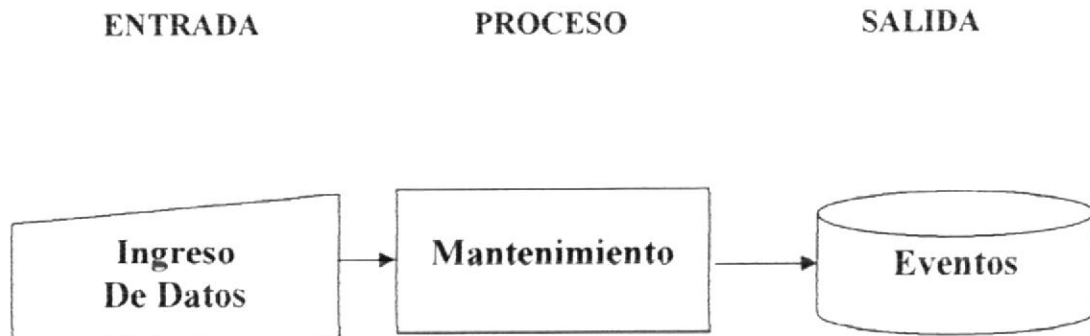 ENTRADA PROCESO SALIDA
Ingreso
De Datos
Mantenimiento
Eventos